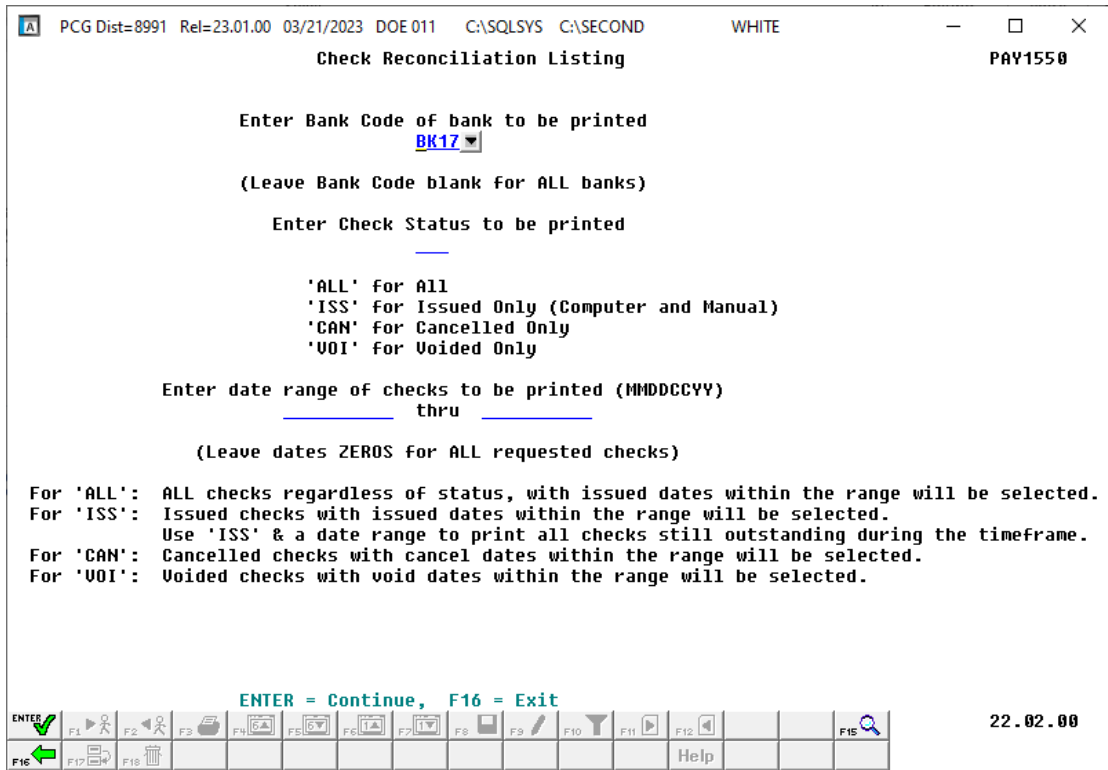 PCG Dist=8991 Rel=23.01.00 03/21/2023 DOE 011 C:\SQLSYS C:\SECOND WHITE
Check Reconciliation Listing PAY1550
Enter Bank Code of bank to be printed
BK17
(Leave Bank Code blank for ALL banks)
Enter Check Status to be printed
'ALL' for All
'ISS' for Issued Only (Computer and Manual)
'CAN' for Cancelled Only
'VOI' for Voided Only
Enter date range of checks to be printed (MMDDCCYY)
thru
(Leave dates ZEROS for ALL requested checks)
For 'ALL': ALL checks regardless of status, with issued dates within the range will be selected.
For 'ISS': Issued checks with issued dates within the range will be selected.
Use 'ISS' & a date range to print all checks still outstanding during the timeframe.
For 'CAN': Cancelled checks with cancel dates within the range will be selected.
For 'VOI': Voided checks with void dates within the range will be selected.
ENTER = Continue, F16 = Exit
ENTER F1 F2 F3 F4 F5 F6 F7 F8 F9 F10 F11 F12 F15 22.02.00
F16 F17 F18 Help